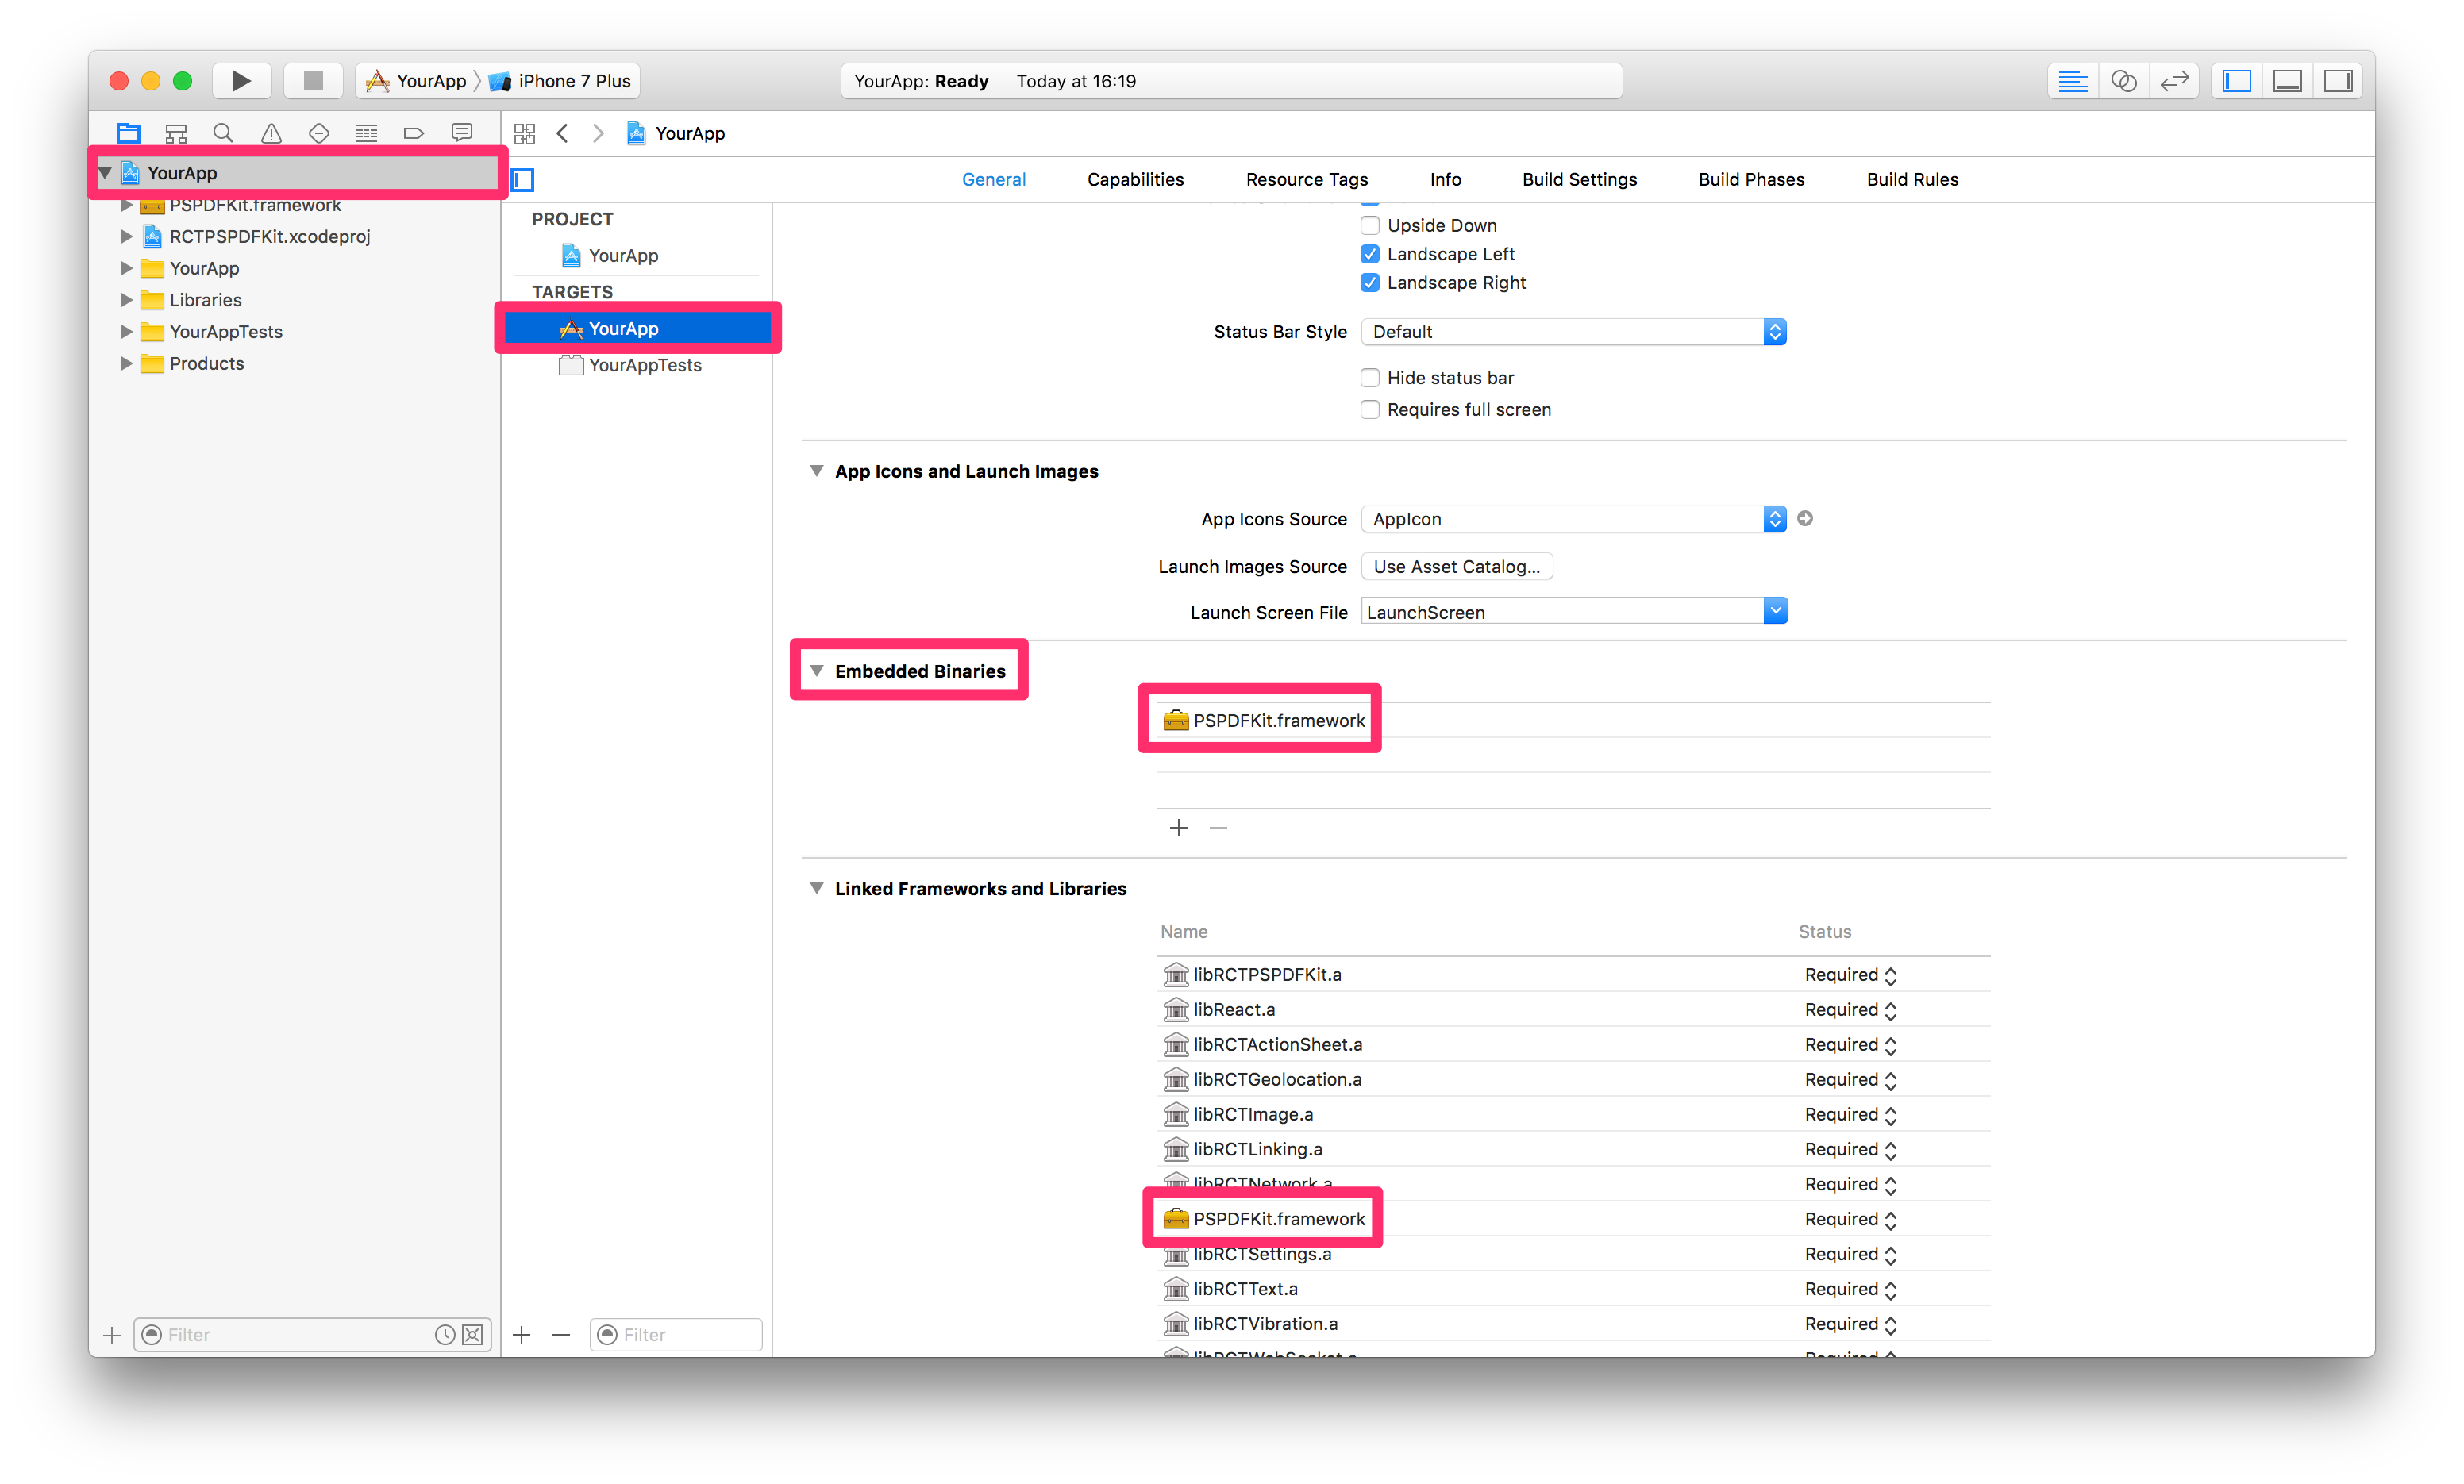 YourApp
iPhone 7 Plus
YourApp: Ready | Today at 16:19
YourApp
YourApp
PSPDFKit.framework
RCTPSPDFKit.xcodeproj
YourApp
Libraries
YourAppTests
Products
Filter
PROJECT
YourApp
TARGETS
YourApp
YourAppTests
Filter
General Capabilities Resource Tags Info Build Settings Build Phases Build Rules
Upside Down
Landscape Left
Landscape Right
Status Bar Style Default
Hide status bar
Requires full screen
App Icons and Launch Images
App Icons Source AppIcon
Launch Images Source Use Asset Catalog...
Launch Screen File LaunchScreen
Embedded Binaries
PSPDFKit.framework
Linked Frameworks and Libraries
Name Status
libRCTPSPDFKit.a Required
libReact.a Required
libRCTActionSheet.a Required
libRCTGeolocation.a Required
libRCTImage.a Required
libRCTLinking.a Required
libRCTNetwork.a Required
PSPDFKit.framework Required
libRCTSettings.a Required
libRCTText.a Required
libRCTVibration.a Required
libRCTWebSocket.a Required